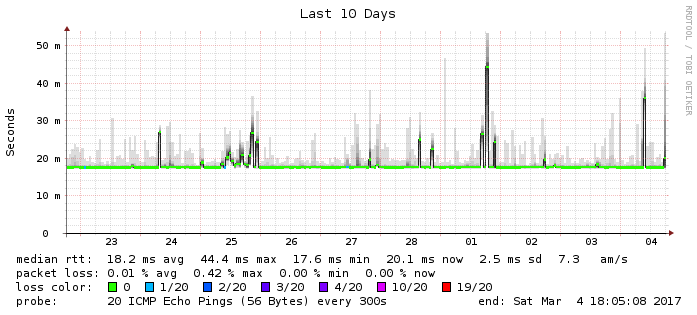 Last 10 Days
RRDTOOL / TOBI OETIKER
Seconds
50 m
40 m
30 m
20 m
10 m
0
23 24 25 26 27 28 01 02 03 04
median rtt: 18.2 ms avg 44.4 ms max 17.6 ms min 20.1 ms now 2.5 ms sd 7.3 am/s
packet loss: 0.01 % avg 0.42 % max 0.00 % min 0.00 % now
loss color: 0 1/20 2/20 3/20 4/20 10/20 19/20
probe: 20 ICMP Echo Pings (56 Bytes) every 300s end: Sat Mar 4 18:05:08 2017